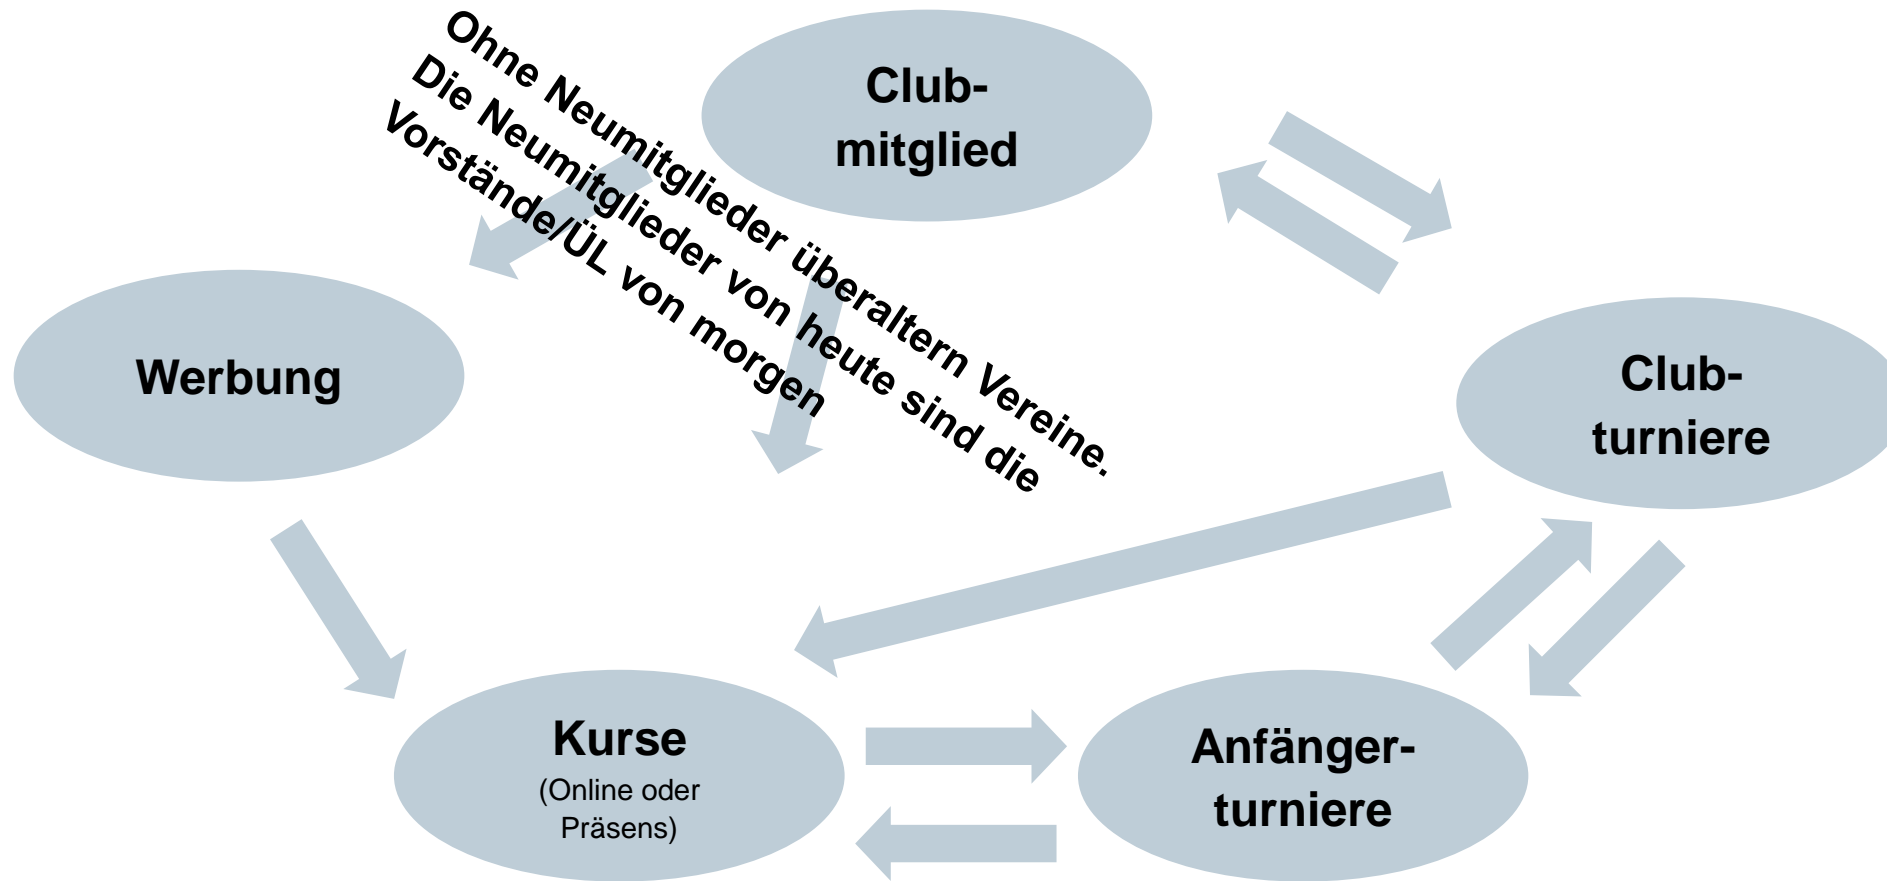 Ohne Neumitglieder überaltern Vereine.
Die Neumitglieder von heute sind die
Vorstände/ÜL von morgen
Club-
mitglied
Werbung
Club-
turniere
Kurse
(Online oder
Präsens)
Anfänger-
turniere